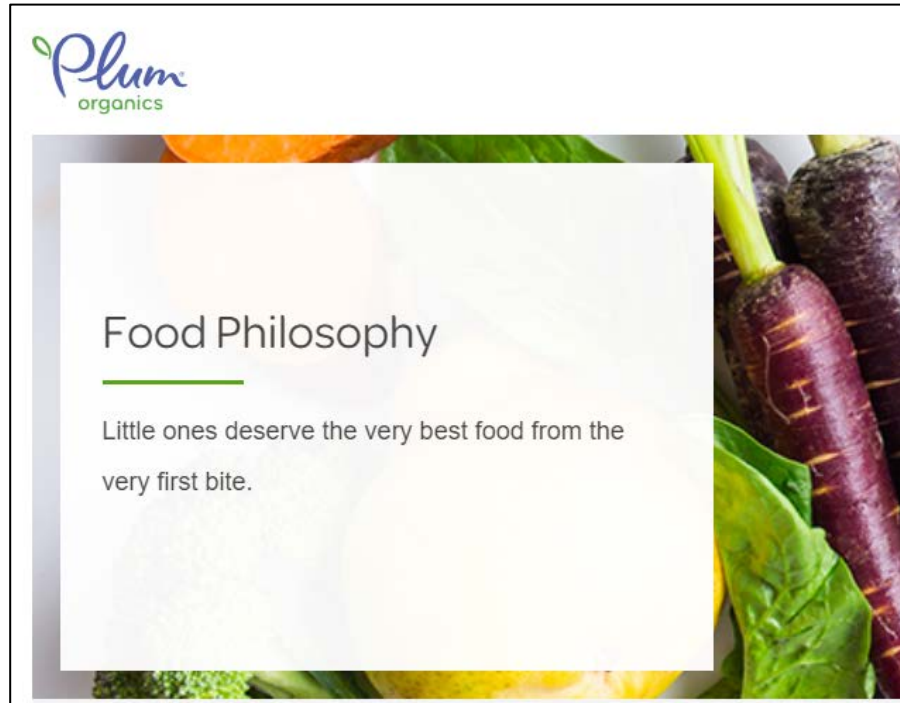 Plum
organics
Food Philosophy
Little ones deserve the very best food from the
very first bite.